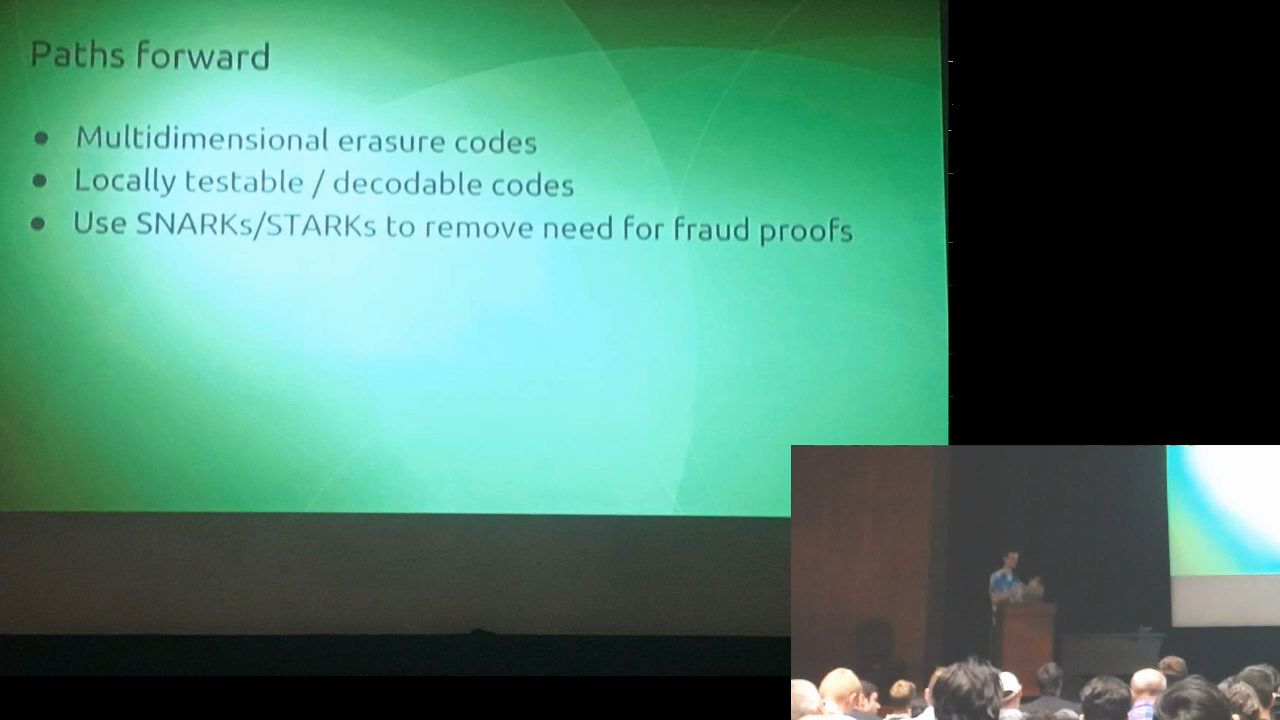 Paths forward
● Multidimensional erasure codes
● Locally testable / decodable codes
● Use SNARKs/STARKs to remove need for fraud proofs